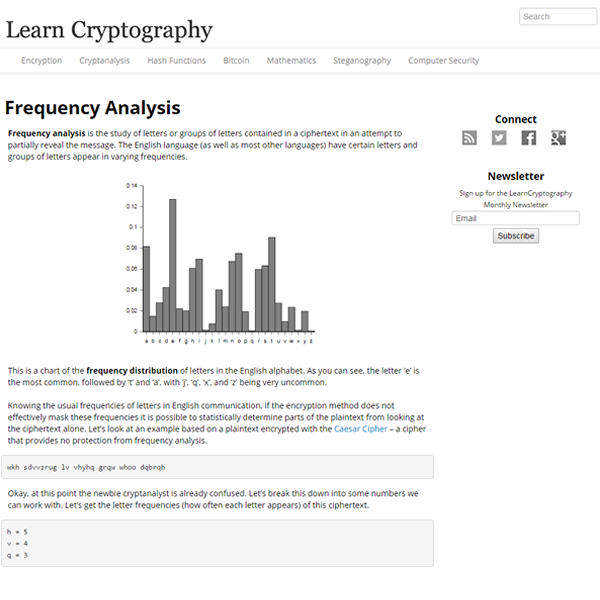 Learn Cryptography
Search
Encryption Cryptanalysis Hash Functions Bitcoin Mathematics Steganography Computer Security
Frequency Analysis
Frequency analysis is the study of letters or groups of letters contained in a ciphertext in an attempt to
partially reveal the message. The English language (as well as most other languages) have certain letters and
groups of letters appear in varying frequencies.
0.14
0.12
0.1
0.08
0.06
0.04
0.02
0
a b c d e f g h i j k l m n o p q r s t u v w x y z
This is a chart of the frequency distribution of letters in the English alphabet. As you can see, the letter ‘e’ is
the most common, followed by ‘t’ and ‘a’, with ‘j’, ‘q’, ‘x’, and ‘z’ being very uncommon.
Knowing the usual frequencies of letters in English communication, if the encryption method does not
effectively mask these frequencies it is possible to statistically determine parts of the plaintext from looking at
the ciphertext alone. Let’s look at an example based on a plaintext encrypted with the Caesar Cipher – a cipher
that provides no protection from frequency analysis.
wkh sdvvzrug lv vhyhq grqw whoo dqbrqh
Okay, at this point the newbie cryptanalyst is already confused. Let’s break this down into some numbers we
can work with. Let’s get the letter frequencies (how often each letter appears) of this ciphertext.
h = 5
v = 4
q = 3
Connect
Newsletter
Sign up for the LearnCryptography
Monthly Newsletter
Email
Subscribe